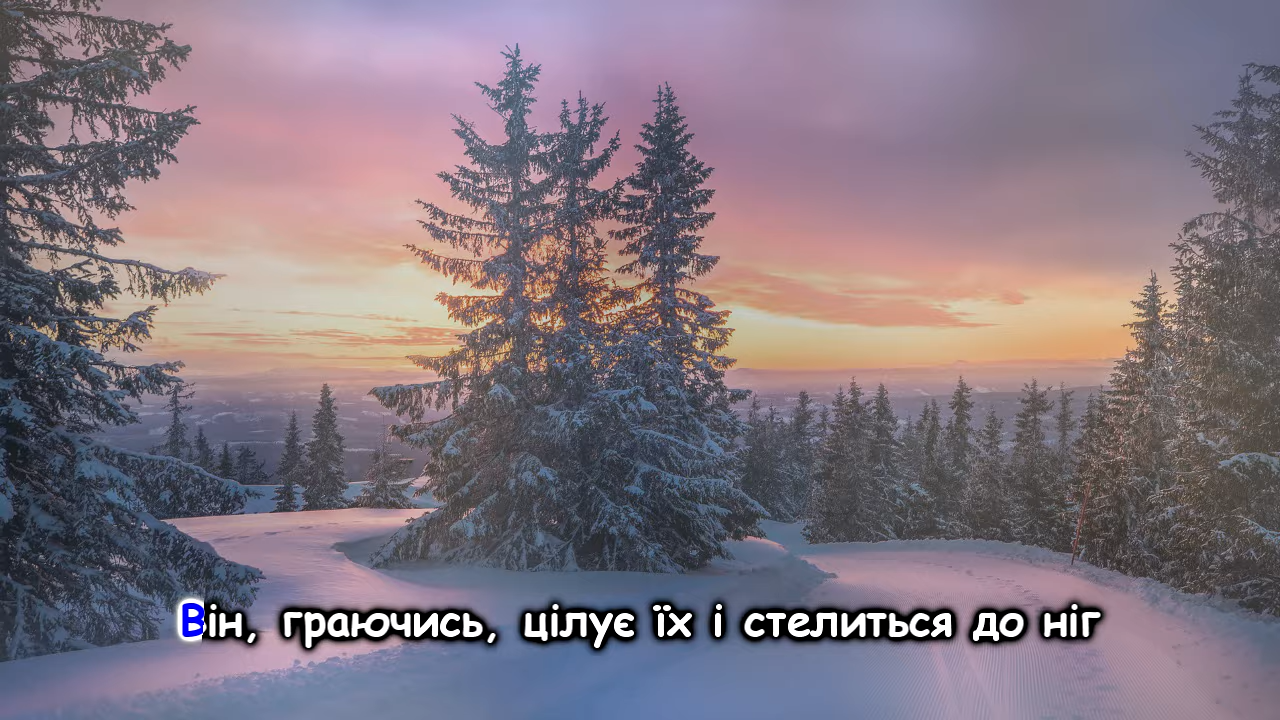 Він, граючись, цілує їх і стелиться до ніг